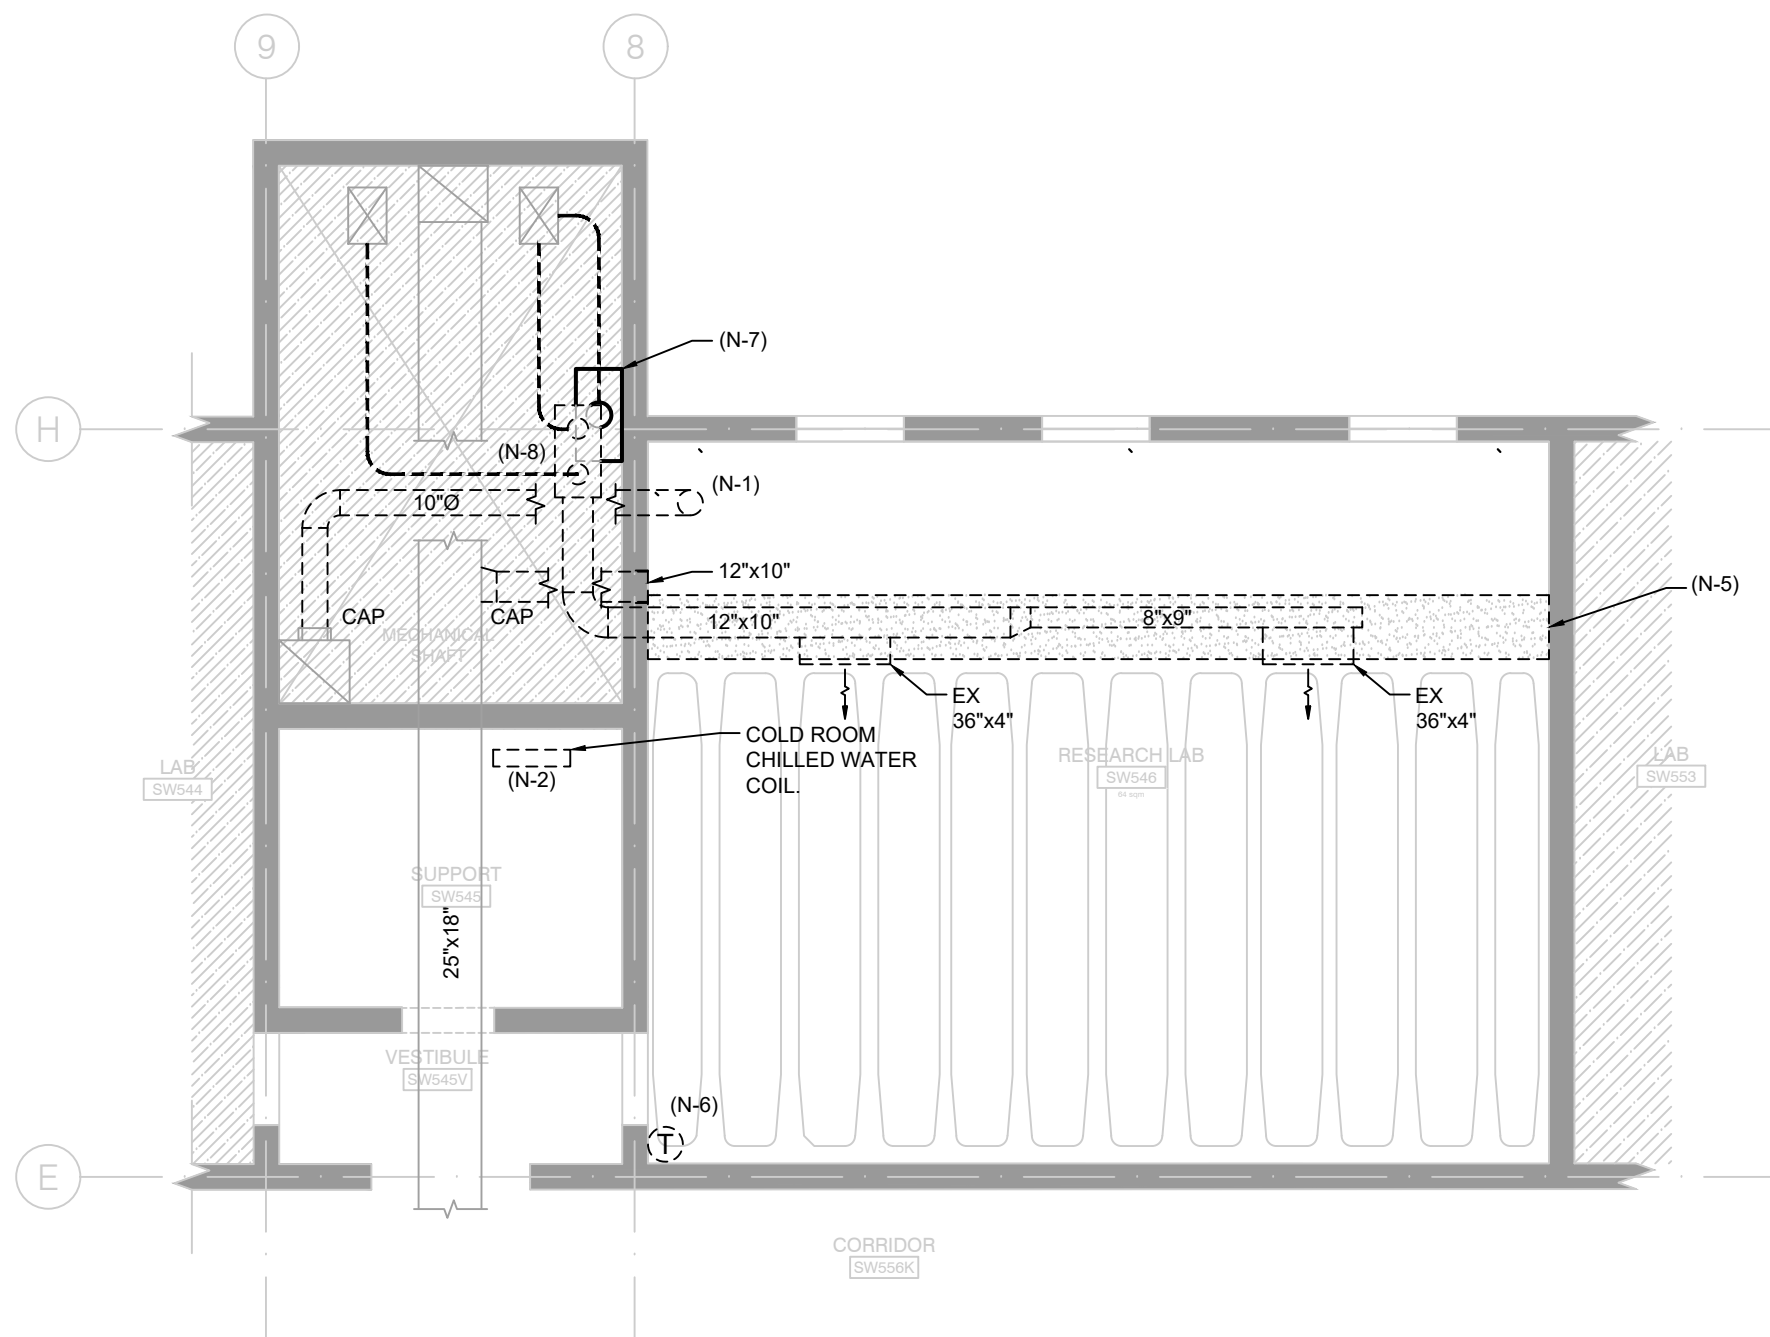 9
8
(N-7)
H
(N-8)
(N-1)
10"Ø
12"x10"
(N-5)
CAP
CAP
12"x10"
8"x9"
MECHANICAL
SHAFT
EX
36"x4"
EX
36"x4"
COLD ROOM
CHILLED WATER
COIL.
(N-2)
RESEARCH LAB
SW546
64 sqm
LAB
SW544
LAB
SW553
SUPPORT
SW545
25"x18"
VESTIBULE
SW545V
(N-6)
T
E
CORRIDOR
SW556K